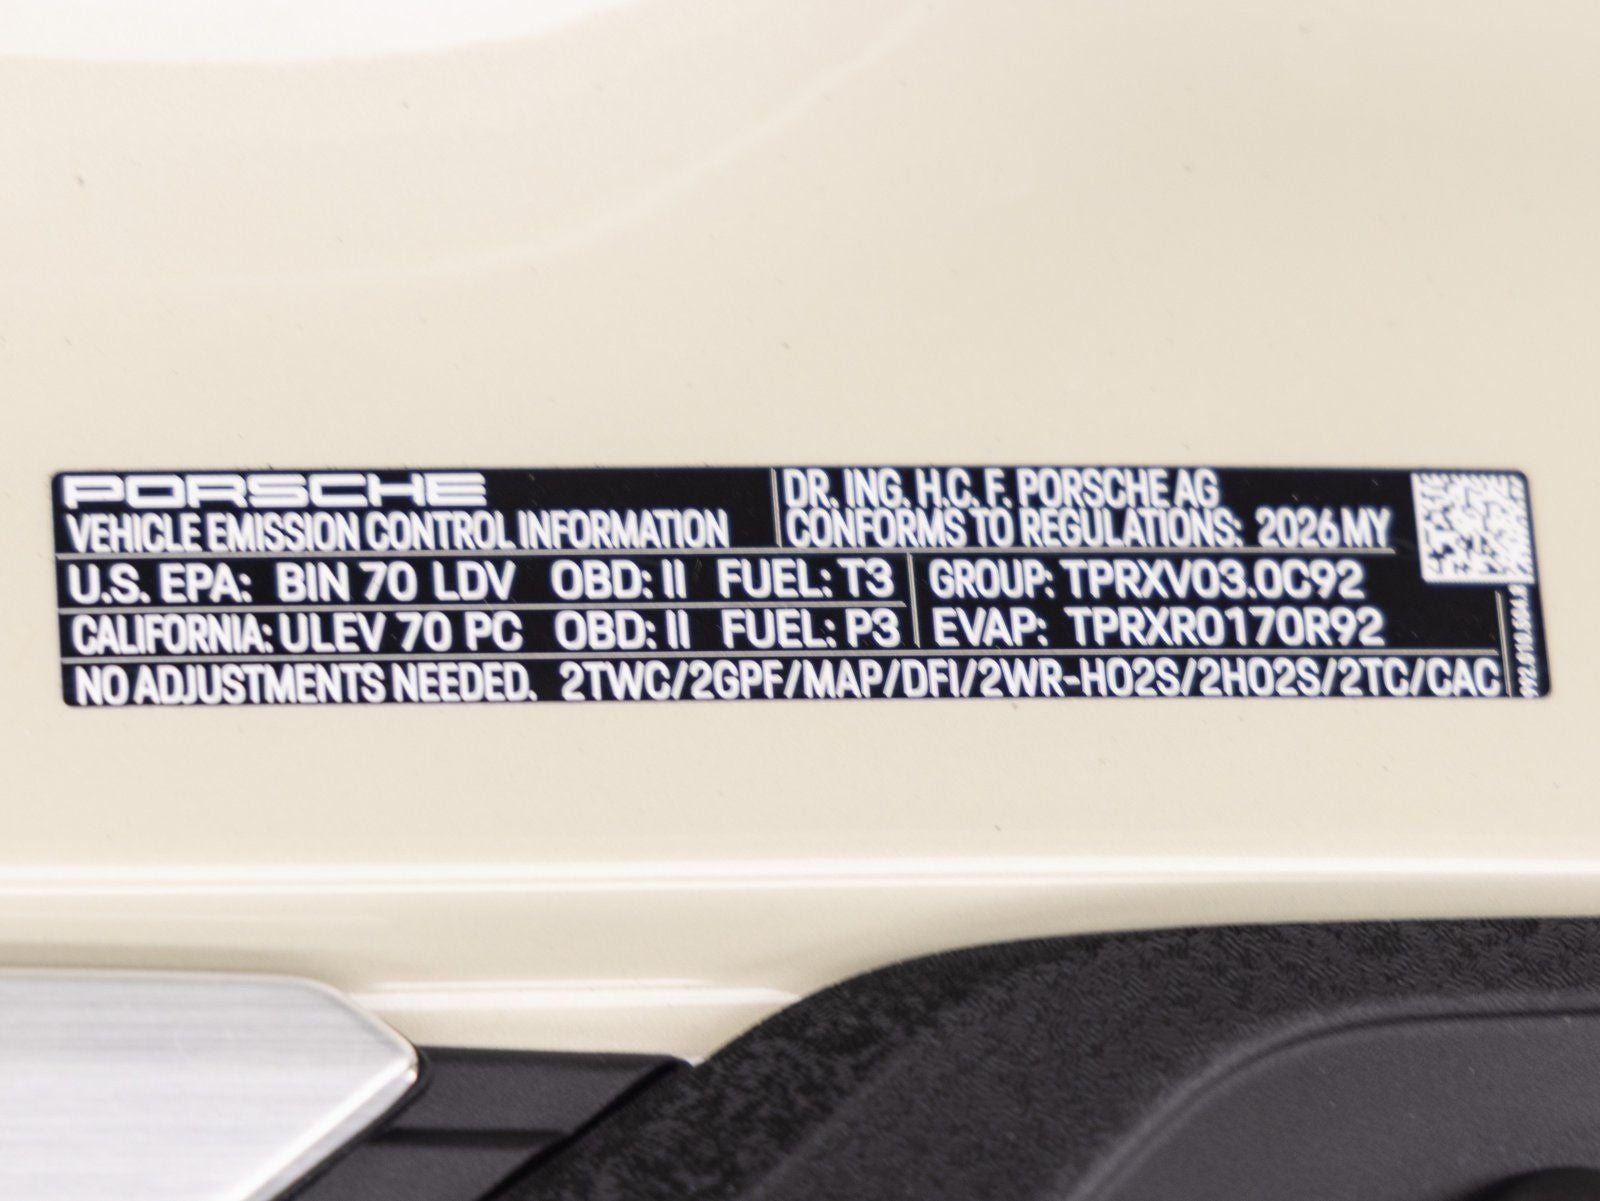 PORSCHE
VEHICLE EMISSION CONTROL INFORMATION
DR. ING. H.C. F. PORSCHE AG
CONFORMS TO REGULATIONS: 2026 MY
U.S. EPA: BIN 70 LDV OBD: II FUEL: T3
CALIFORNIA: ULEV 70 PC OBD: II FUEL: P3
GROUP: TPRXV03.0C92
EVAP: TPRXR0170R92
NO ADJUSTMENTS NEEDED. 2TWC/2GPF/MAP/DFI/2WR-HO2S/2HO2S/2TC/CAC